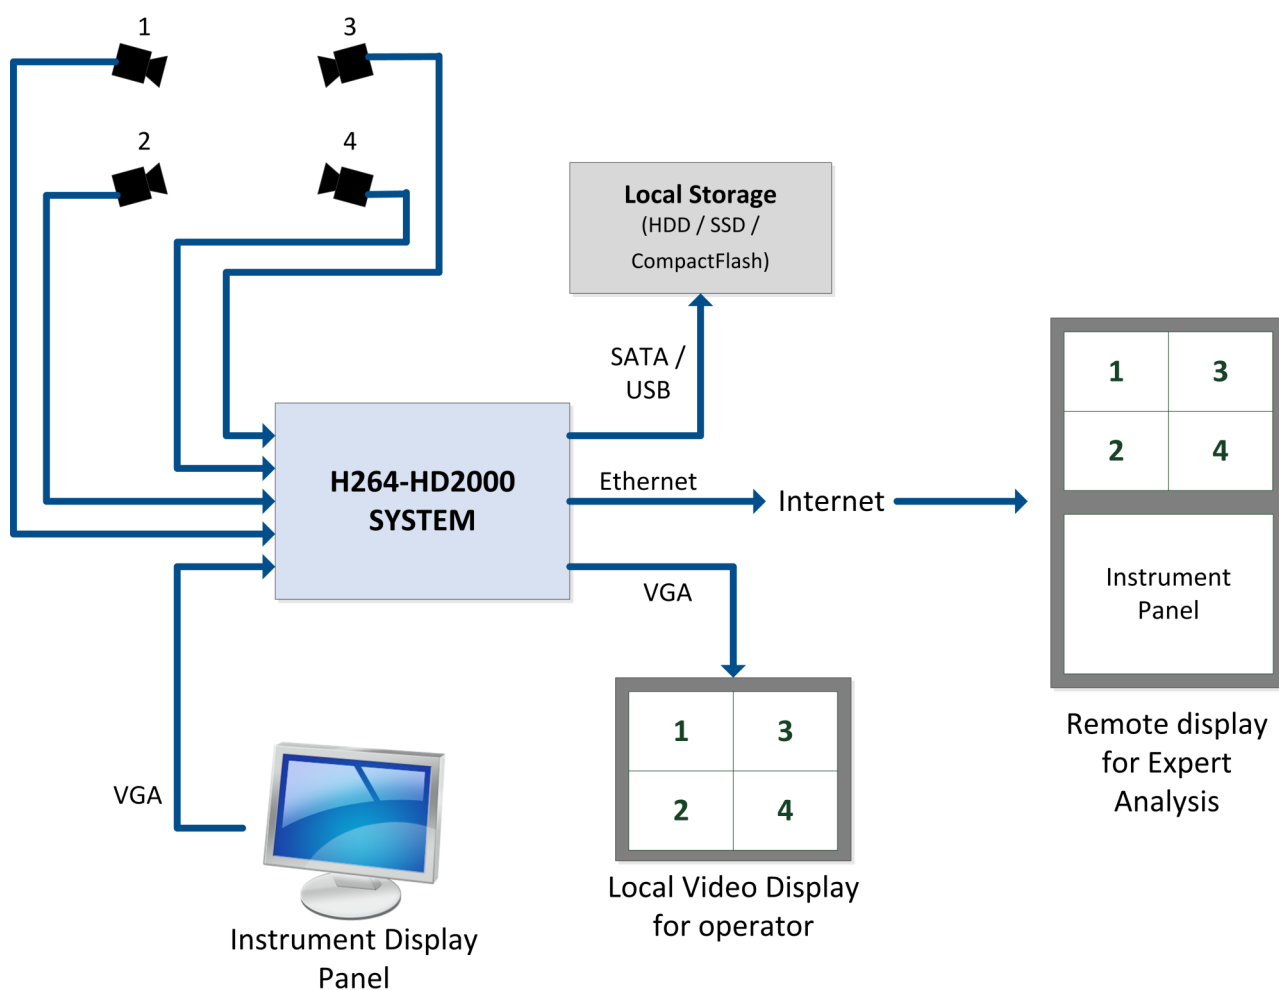 1
3
2
4
Local Storage
(HDD / SSD /
CompactFlash)
SATA /
USB
H264-HD2000
SYSTEM
Ethernet
Internet
VGA
1
3
2
4
Instrument
Panel
Remote display
for Expert
Analysis
1
3
2
4
Local Video Display
for operator
VGA
Instrument Display
Panel